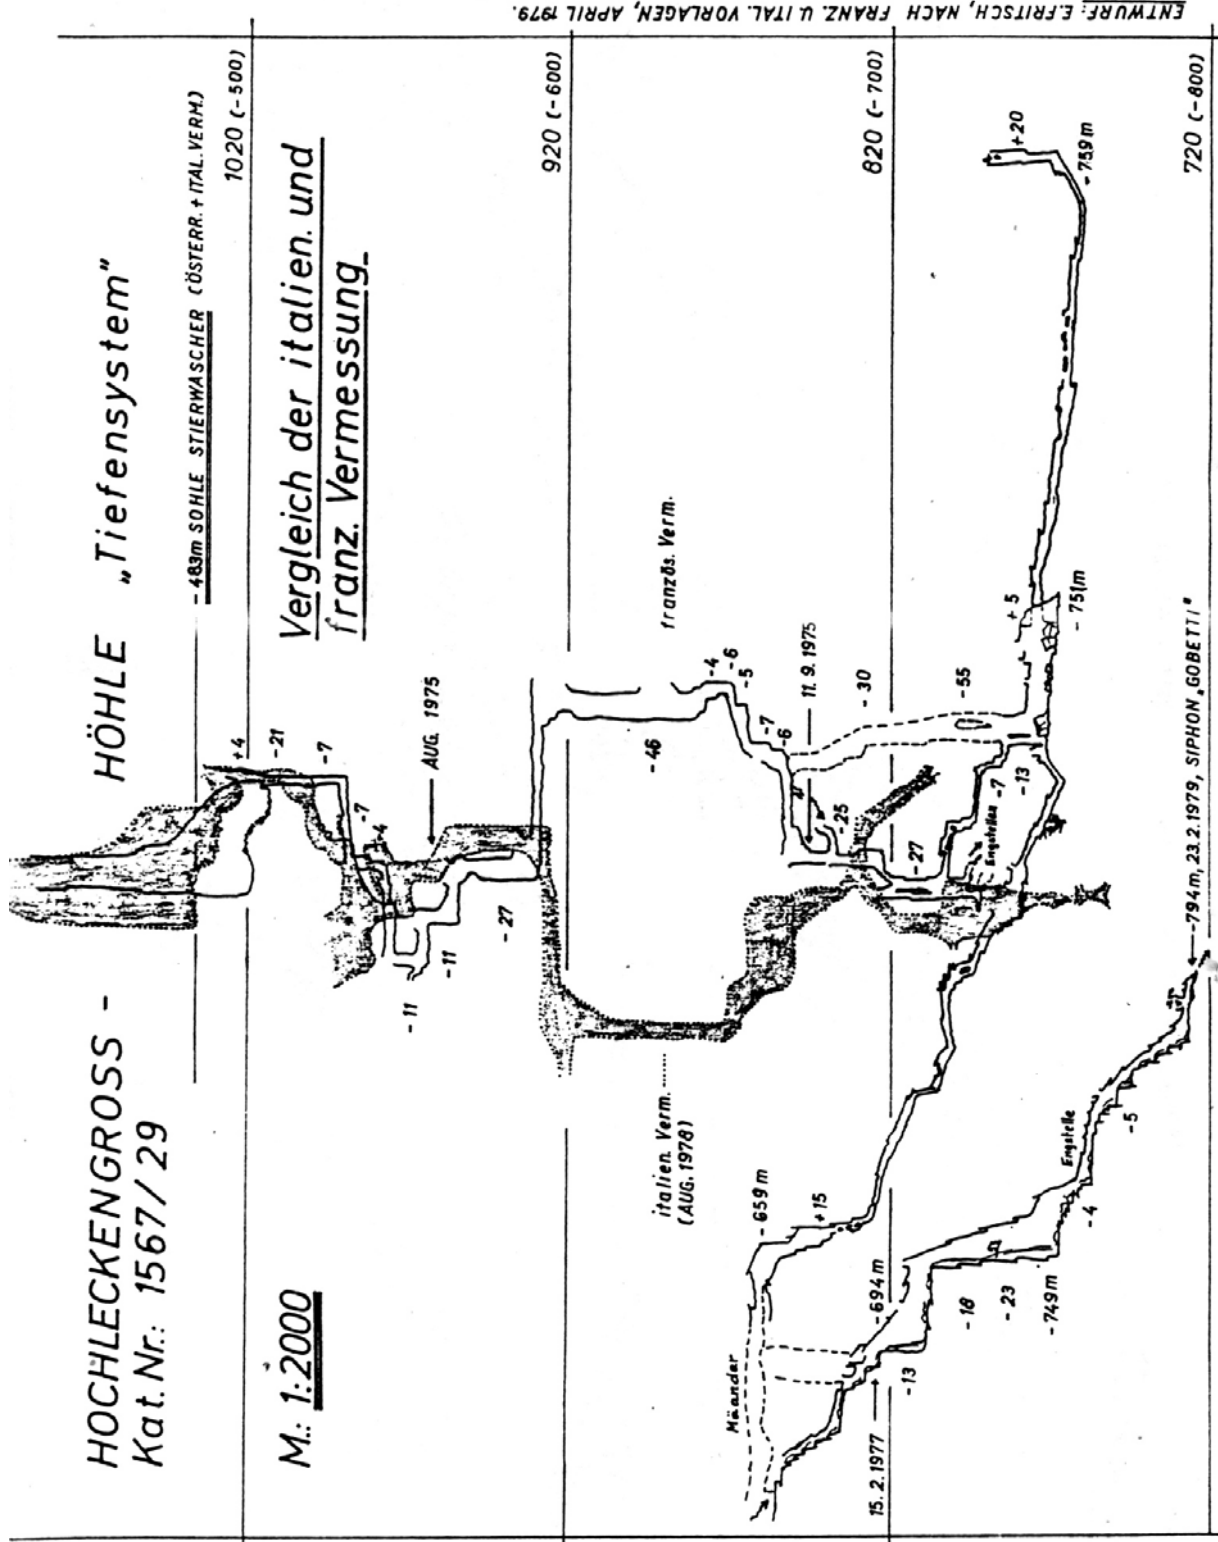 HOCHLECKENGROSS - HÖHLE „Tiefensystem"
Kat.Nr.: 1567/29
- 483m SOHLE STIERWASCHER (ÖSTERR. + ITAL. VERM.)
M.: 1:2000
Vergleich der italien. und
franz. Vermessung
1020 (-500)
+4
-21
-7
-7
+4
AUG. 1975
-11
-11
-27
920 (-600)
italien. Verm.
(AUG. 1978)
französ. Verm.
-46
-4
-6
-5
-7
-6
11.9.1975
-25
-30
Mäander
-659m
+15
820 (-700)
15.2.1977
-694m
-13
-27
-55
-18
-23
-749m
Engstellen
-7
-13
+5
-751m
+20
-759m
Engstelle
-4
-5
-794m, 23.2.1979, SIPHON „GOBETTI"
720 (-800)
ENTWURF: E.FRITSCH, NACH FRANZ. U ITAL. VORLAGEN, APRIL 1979.